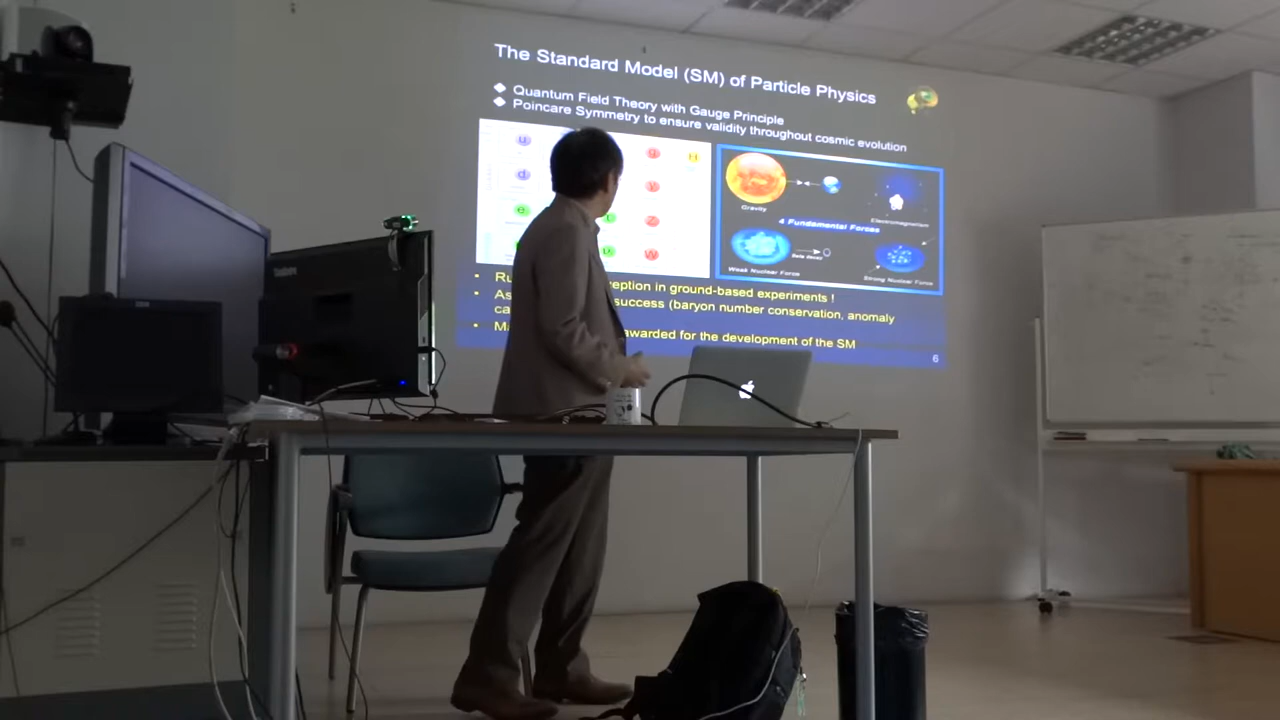 The Standard Model (SM) of Particle Physics
Quantum Field Theory with Gauge Principle
Poincare Symmetry to ensure validity throughout cosmic evolution
u
g
H
d
γ
e
Z
W
Gravity
Electromagnetism
4 Fundamental Forces
Beta decay
Weak Nuclear Force
Strong Nuclear Force
in ground-based experiments !
success (baryon number conservation, anomaly
awarded for the development of the SM
6